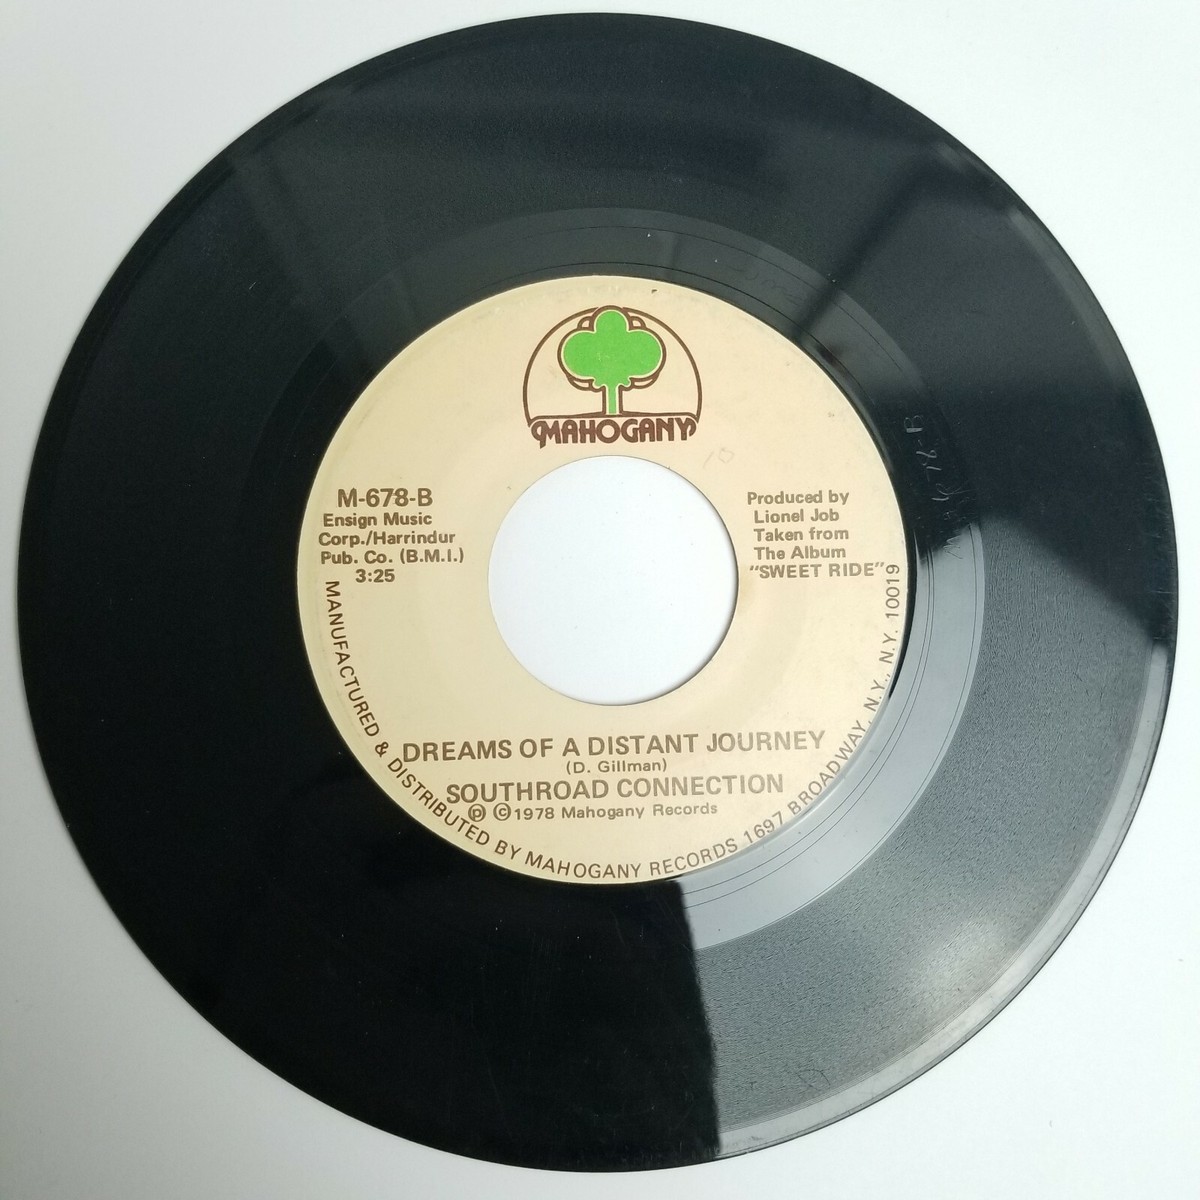 MAHOGANY
M-678-B
Ensign Music
Corp./Harrindur
Pub. Co. (B.M.I.)
3:25
Produced by
Lionel Job
Taken from
The Album
"SWEET RIDE"
DREAMS OF A DISTANT JOURNEY
(D. Gillman)
SOUTHROAD CONNECTION
℗ ©1978 Mahogany Records
MANUFACTURED & DISTRIBUTED BY MAHOGANY RECORDS 1697 BROADWAY, N.Y., N.Y. 10019